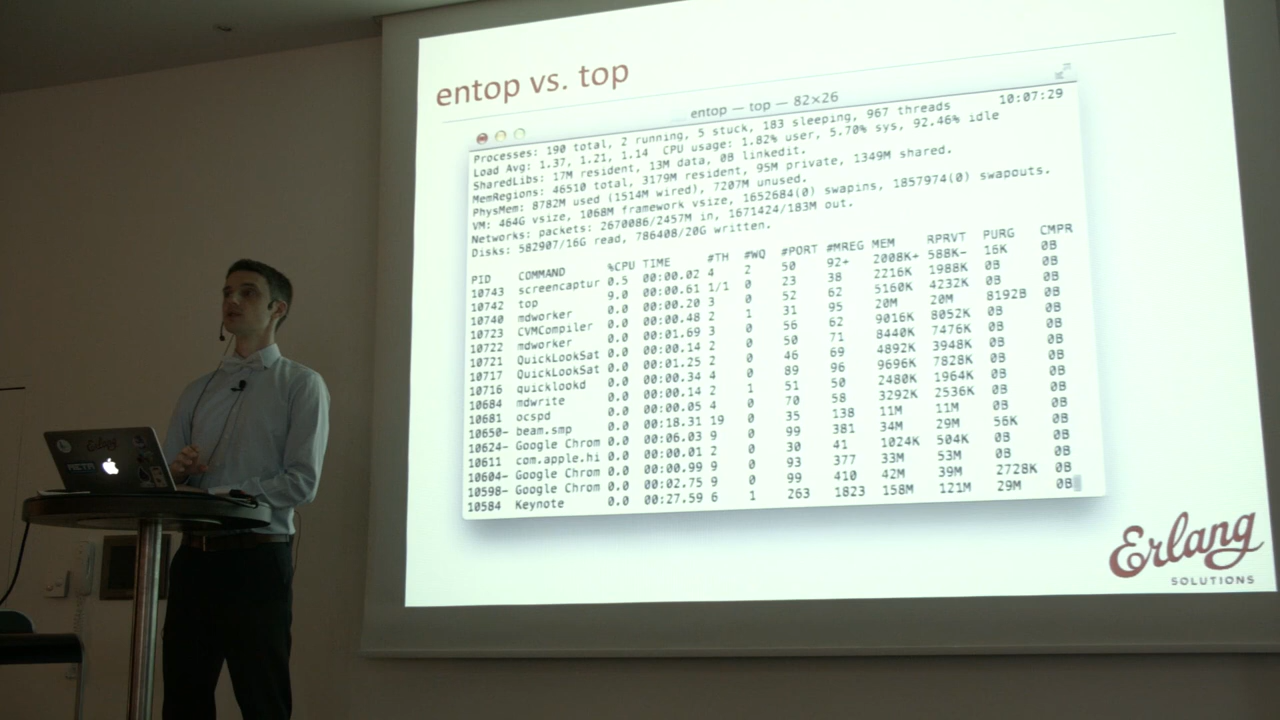 entop vs. top
entop — top — 82×26
Processes: 190 total, 2 running, 5 stuck, 183 sleeping, 967 threads 10:07:29
Load Avg: 1.37, 1.21, 1.14 CPU usage: 1.82% user, 5.70% sys, 92.46% idle
SharedLibs: 17M resident, 13M data, 0B linkedit.
MemRegions: 46510 total, 3179M resident, 95M private, 1349M shared.
PhysMem: 8782M used (1514M wired), 7207M unused.
VM: 464G vsize, 1068M framework vsize, 1652684(0) swapins, 1857974(0) swapouts.
Networks: packets: 2670086/2457M in, 1671424/183M out.
Disks: 582907/16G read, 786408/20G written.
PID COMMAND %CPU TIME #TH #WQ #PORT #MREG MEM RPRVT PURG CMPR
10743 screencaptur 0.5 00:00.02 4 2 50 92+ 2008K+ 588K- 16K 0B
10742 top 9.0 00:00.61 1/1 0 23 38 2216K 1988K 0B 0B
10740 mdworker 0.0 00:00.20 3 0 52 62 5160K 4232K 0B 0B
10723 CVMCompiler 0.0 00:00.48 2 1 31 95 20M 20M 8192B 0B
10722 mdworker 0.0 00:01.69 3 0 56 62 9016K 8052K 0B 0B
10721 QuickLookSat 0.0 00:00.14 2 0 50 71 8440K 7476K 0B 0B
10717 QuickLookSat 0.0 00:01.25 2 0 46 69 4892K 3948K 0B 0B
10716 quicklookd 0.0 00:00.34 4 0 89 96 9696K 7828K 0B 0B
10684 mdwrite 0.0 00:00.14 2 1 51 50 2480K 1964K 0B 0B
10681 ocspd 0.0 00:00.05 4 0 70 58 3292K 2536K 0B 0B
10650- beam.smp 0.0 00:18.31 19 0 35 138 11M 11M 0B 0B
10624- Google Chrom 0.0 00:06.03 9 0 99 381 34M 29M 56K 0B
10611 com.apple.hi 0.0 00:00.01 2 0 30 41 1024K 504K 0B 0B
10604- Google Chrom 0.0 00:00.99 9 0 93 377 33M 53M 0B 0B
10598- Google Chrom 0.0 00:02.75 9 0 99 410 42M 39M 2728K 0B
10584 Keynote 0.0 00:27.59 6 1 263 1823 158M 121M 29M 0B
Erlang
SOLUTIONS